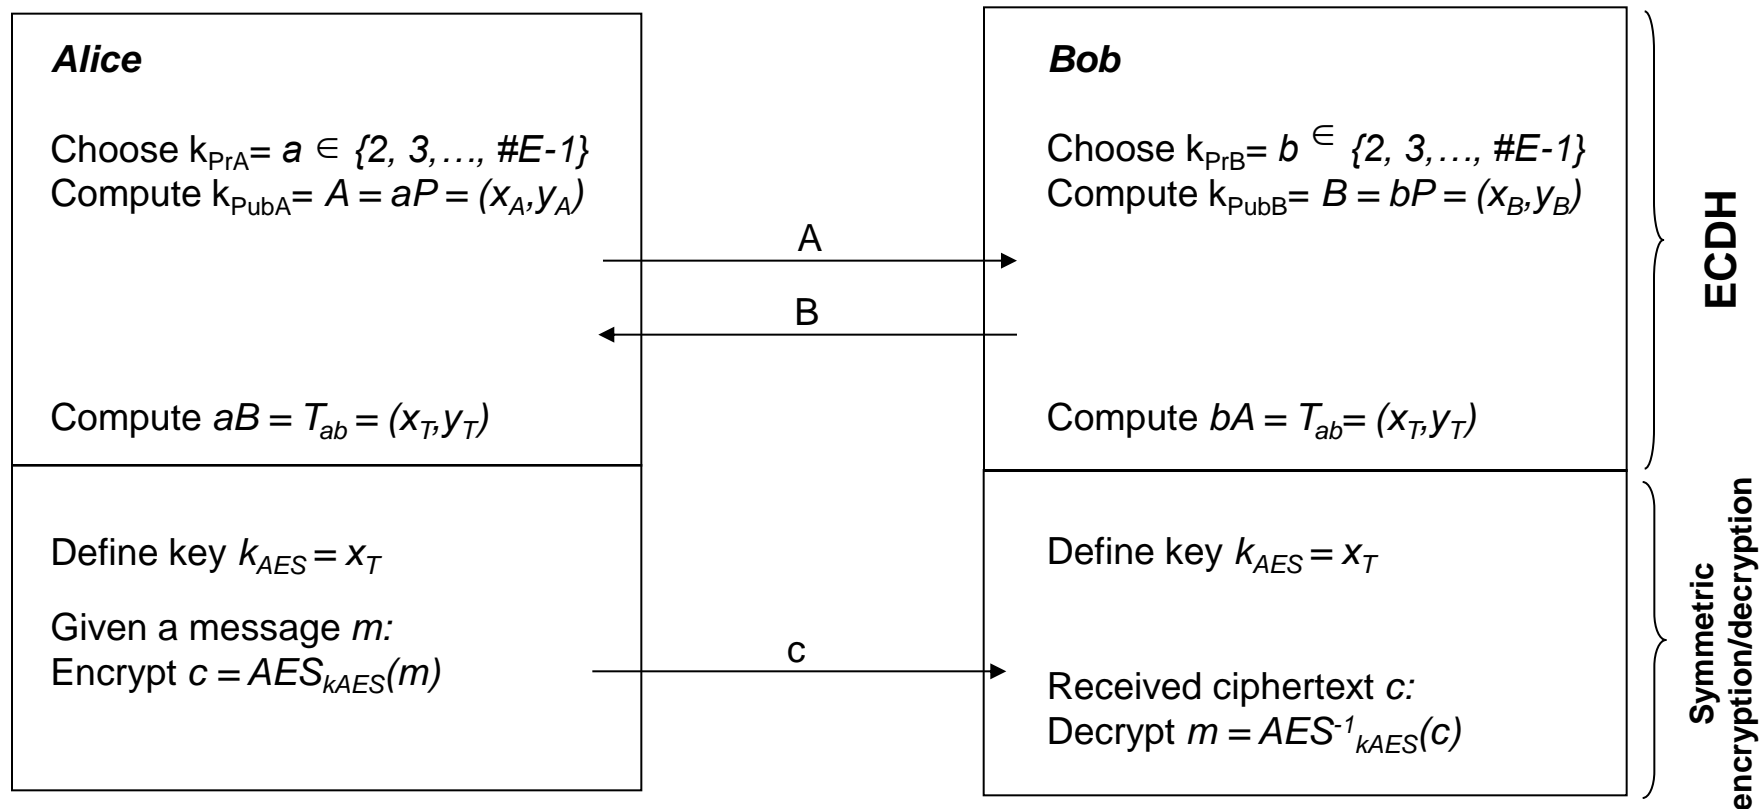 Alice
Choose kPrA= a ∈ {2, 3,…, #E-1}
Compute kPubA= A = aP = (xA,yA)
Compute aB = Tab = (xT,yT)
Define key kAES = xT
Given a message m:
Encrypt c = AESkAES(m)
A
B
c
Bob
Choose kPrB= b ∈ {2, 3,…, #E-1}
Compute kPubB= B = bP = (xB,yB)
Compute bA = Tab= (xT,yT)
Define key kAES = xT
Received ciphertext c:
Decrypt m = AES-1kAES(c)
ECDH
Symmetric
encryption/decryption